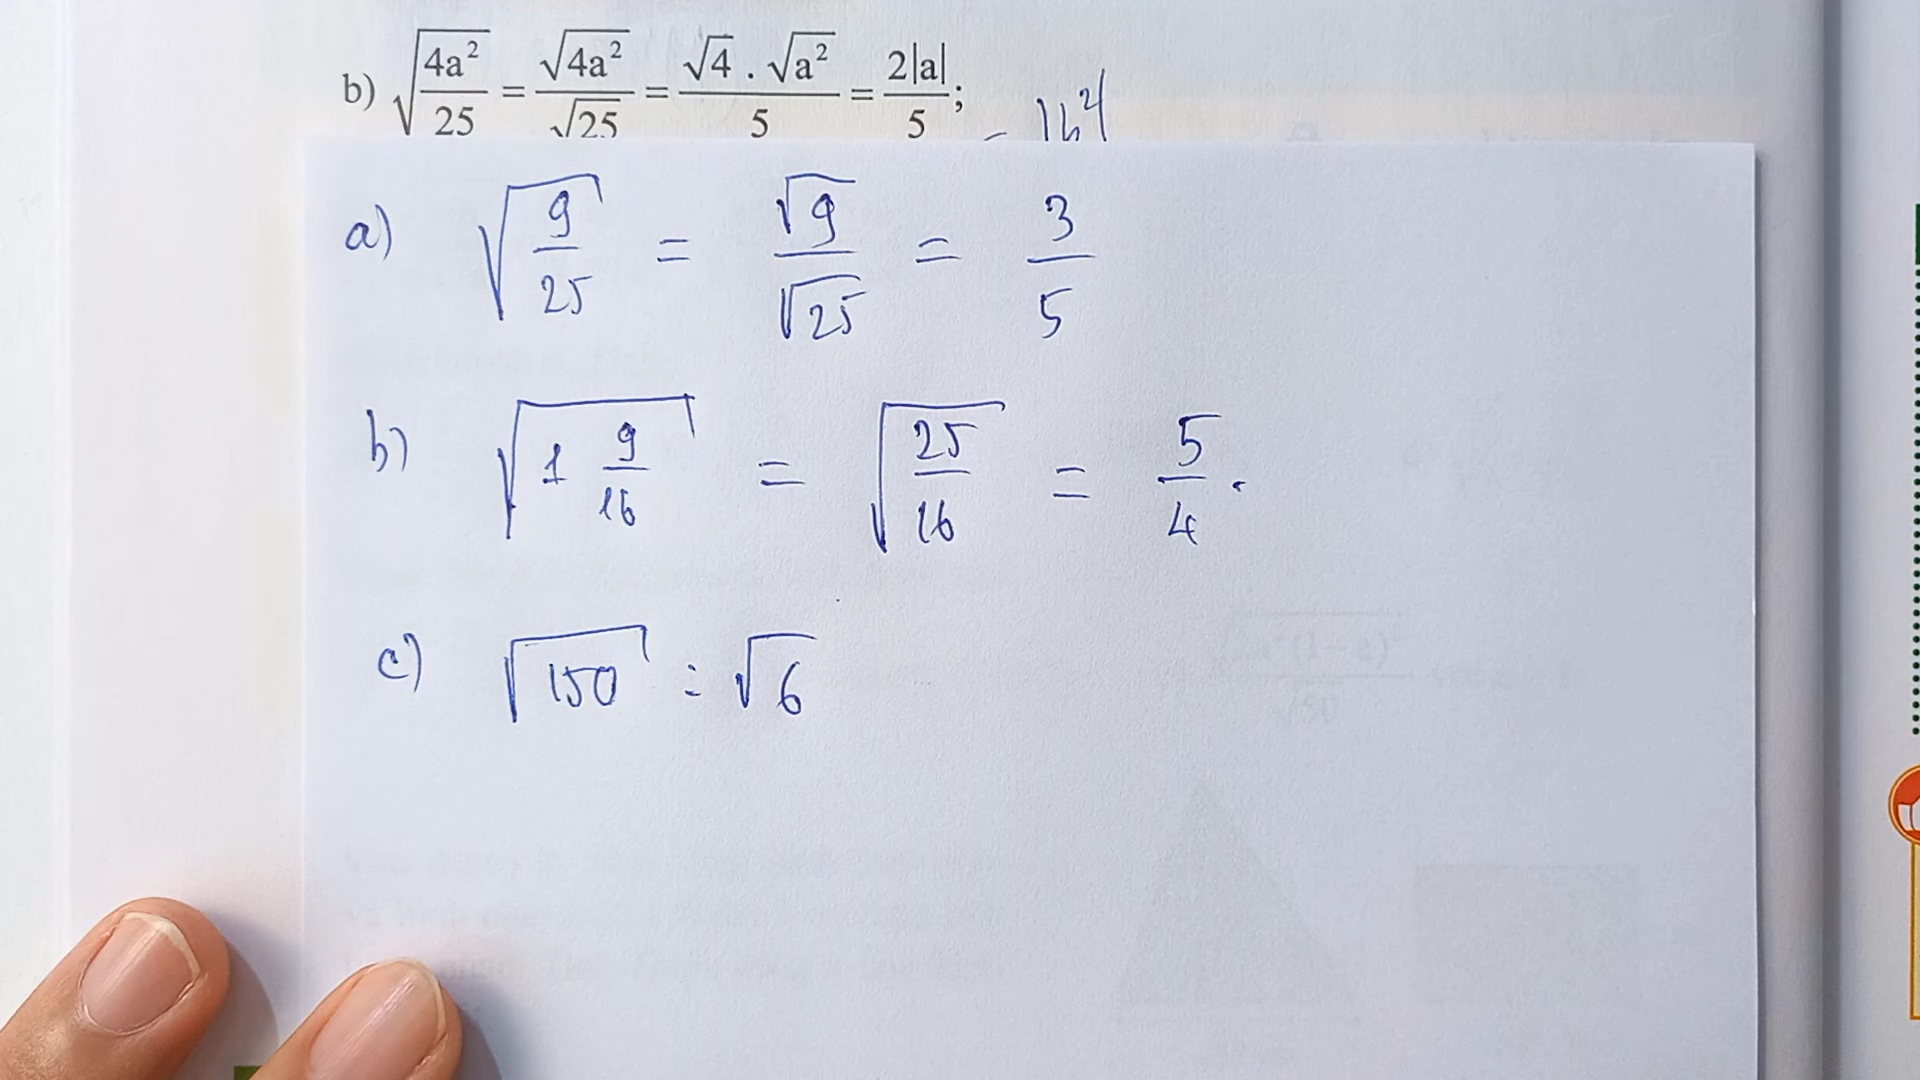 b) √(4a²/25) = √(4a²)/√25 = √4 . √(a²)/5 = 2|a|/5;
a) √(9/25) = √9/√25 = 3/5
b) √(1 9/16) = √(25/16) = 5/4.
c) √150 : √6